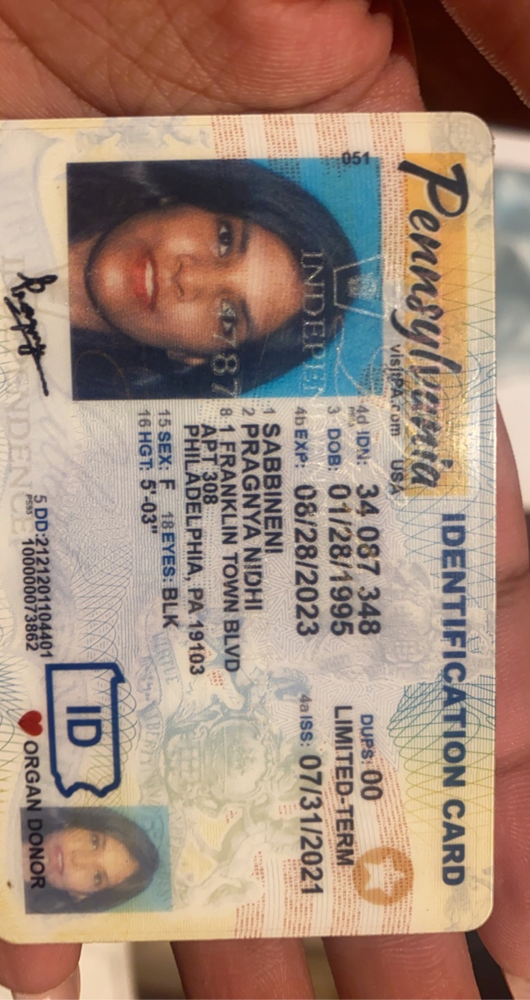 Pennsylvania
visitPA.com USA
IDENTIFICATION CARD
051
4d IDN: 34 087 348
DUPS: 00
3 DOB: 01/28/1995
LIMITED-TERM
4b EXP: 08/28/2023
4a ISS: 07/31/2021
1 SABBINENI
2 PRAGNYA NIDHI
8 1 FRANKLIN TOWN BLVD
APT 308
PHILADELPHIA, PA 19103
15 SEX: F 18 EYES: BLK
16 HGT: 5'-03"
ID
5 DD: 2121201104401
1000000073862
ORGAN DONOR
INDEPENDENCE